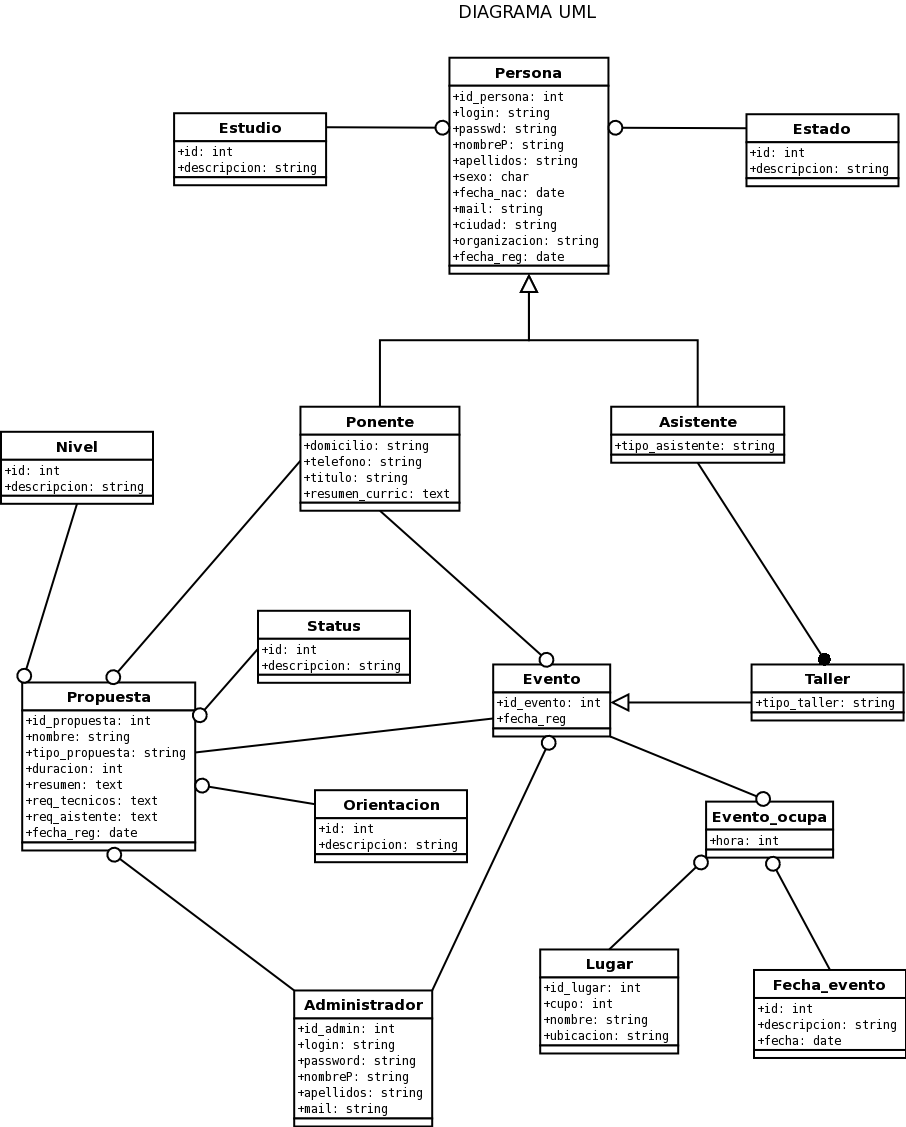 DIAGRAMA UML
Persona
+id_persona: int
+login: string
+passwd: string
+nombreP: string
+apellidos: string
+sexo: char
+fecha_nac: date
+mail: string
+ciudad: string
+organizacion: string
+fecha_reg: date
Estudio
+id: int
+descripcion: string
Estado
+id: int
+descripcion: string
Ponente
+domicilio: string
+telefono: string
+titulo: string
+resumen_curric: text
Asistente
+tipo_asistente: string
Nivel
+id: int
+descripcion: string
Status
+id: int
+descripcion: string
Evento
+id_evento: int
+fecha_reg
Taller
+tipo_taller: string
Propuesta
+id_propuesta: int
+nombre: string
+tipo_propuesta: string
+duracion: int
+resumen: text
+req_tecnicos: text
+req_aistente: text
+fecha_reg: date
Orientacion
+id: int
+descripcion: string
Evento_ocupa
+hora: int
Lugar
+id_lugar: int
+cupo: int
+nombre: string
+ubicacion: string
Fecha_evento
+id: int
+descripcion: string
+fecha: date
Administrador
+id_admin: int
+login: string
+password: string
+nombreP: string
+apellidos: string
+mail: string